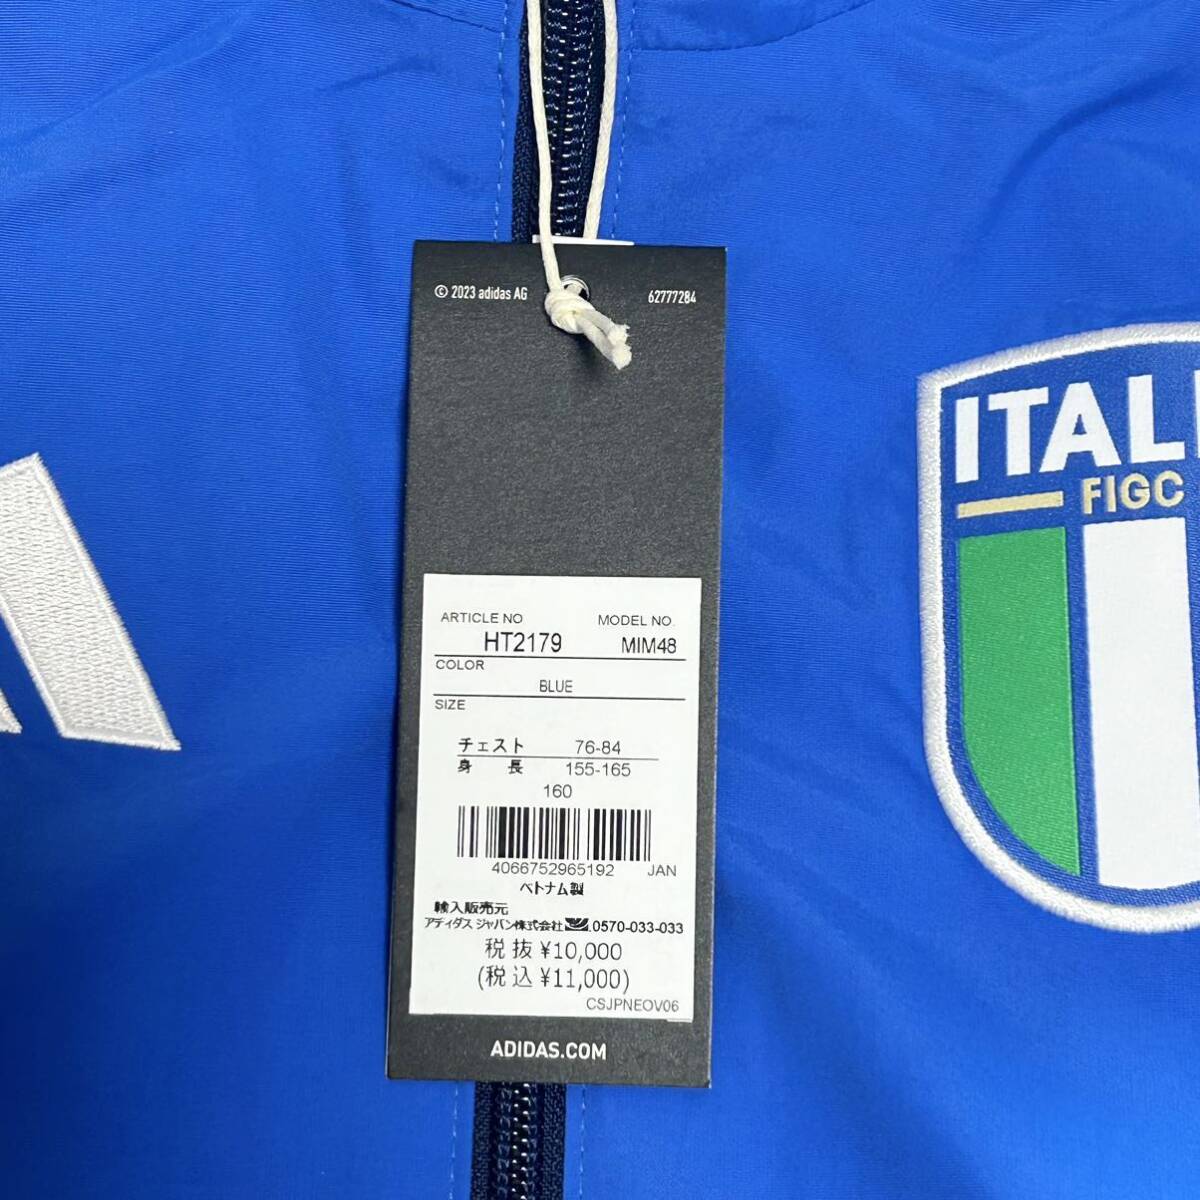 © 2023 adidas AG 62777284
ITALI
FIGC
ARTICLE NO MODEL NO.
HT2179 MIM48
COLOR
BLUE
SIZE
チェスト 76-84
身長 155-165
160
4066752965192 JAN
ベトナム製
輸入販売元
アディダス ジャパン株式会社 0570-033-033
税抜 ¥10,000
(税込 ¥11,000)
CSJPNEOV06
ADIDAS.COM